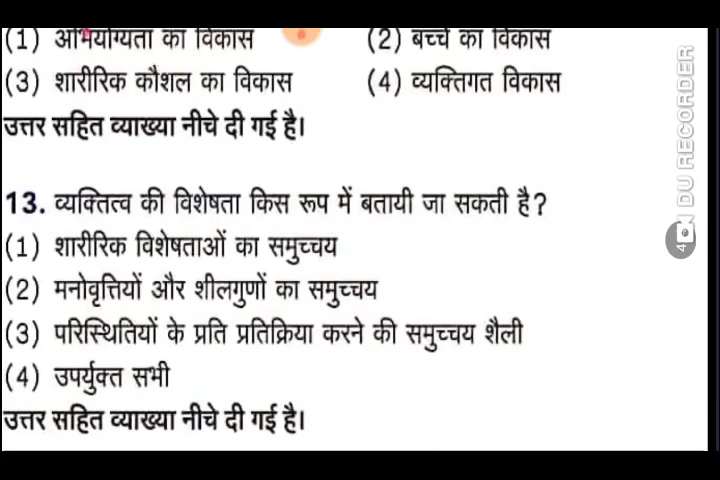 (1) अभियोग्यता का विकास (2) बच्चे का विकास
(3) शारीरिक कौशल का विकास (4) व्यक्तिगत विकास
उत्तर सहित व्याख्या नीचे दी गई है।
13. व्यक्तित्व की विशेषता किस रूप में बतायी जा सकती है?
(1) शारीरिक विशेषताओं का समुच्चय
(2) मनोवृत्तियों और शीलगुणों का समुच्चय
(3) परिस्थितियों के प्रति प्रतिक्रिया करने की समुच्चय शैली
(4) उपर्युक्त सभी
उत्तर सहित व्याख्या नीचे दी गई है।
DU RECORDER